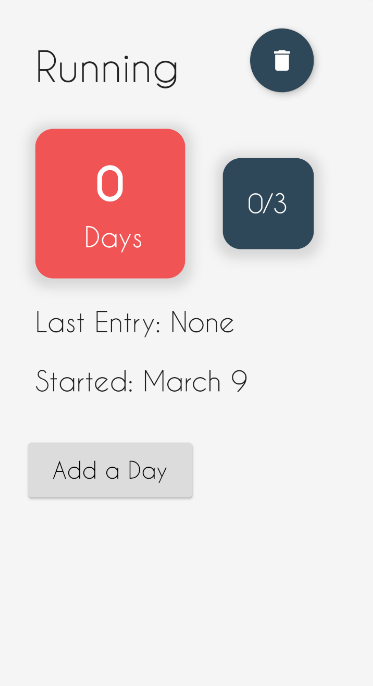 Running
0
Days
0/3
Last Entry: None
Started: March 9
Add a Day